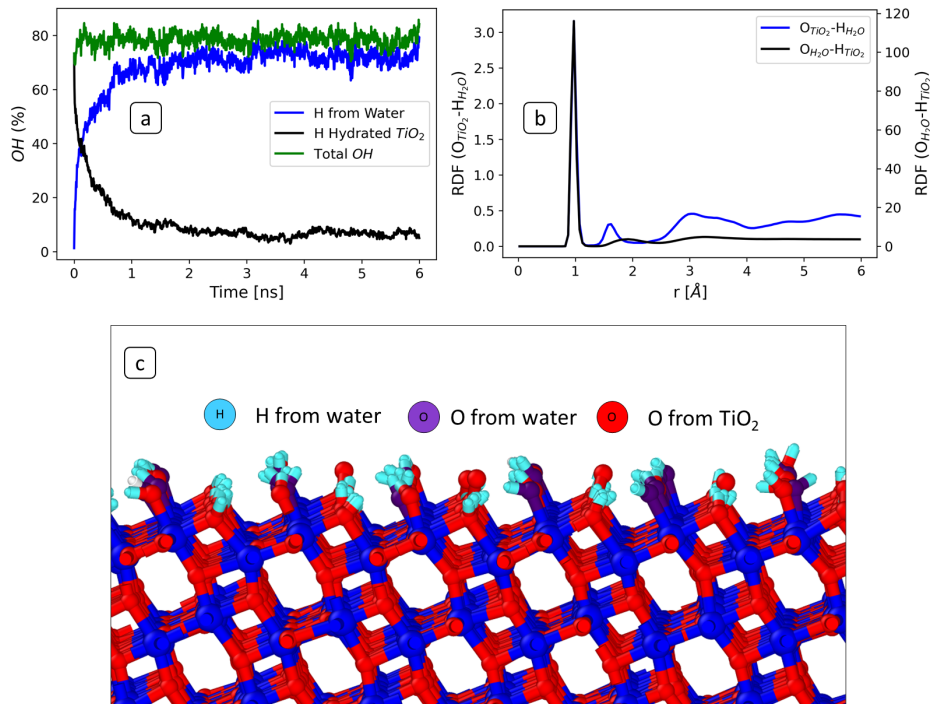 OH (%)
80
60
40
20
0
a
H from Water
H Hydrated TiO2
Total OH
0 1 2 3 4 5 6
Time [ns]
RDF (OTiO2-HH2O)
3.0
2.5
2.0
1.5
1.0
0.5
0.0
b
OTiO2-HH2O
OH2O-HTiO2
120
100
80
60
40
20
0
RDF (OH2O-HTiO2)
0 1 2 3 4 5 6
r [Å]
c
H H from water O O from water O O from TiO2